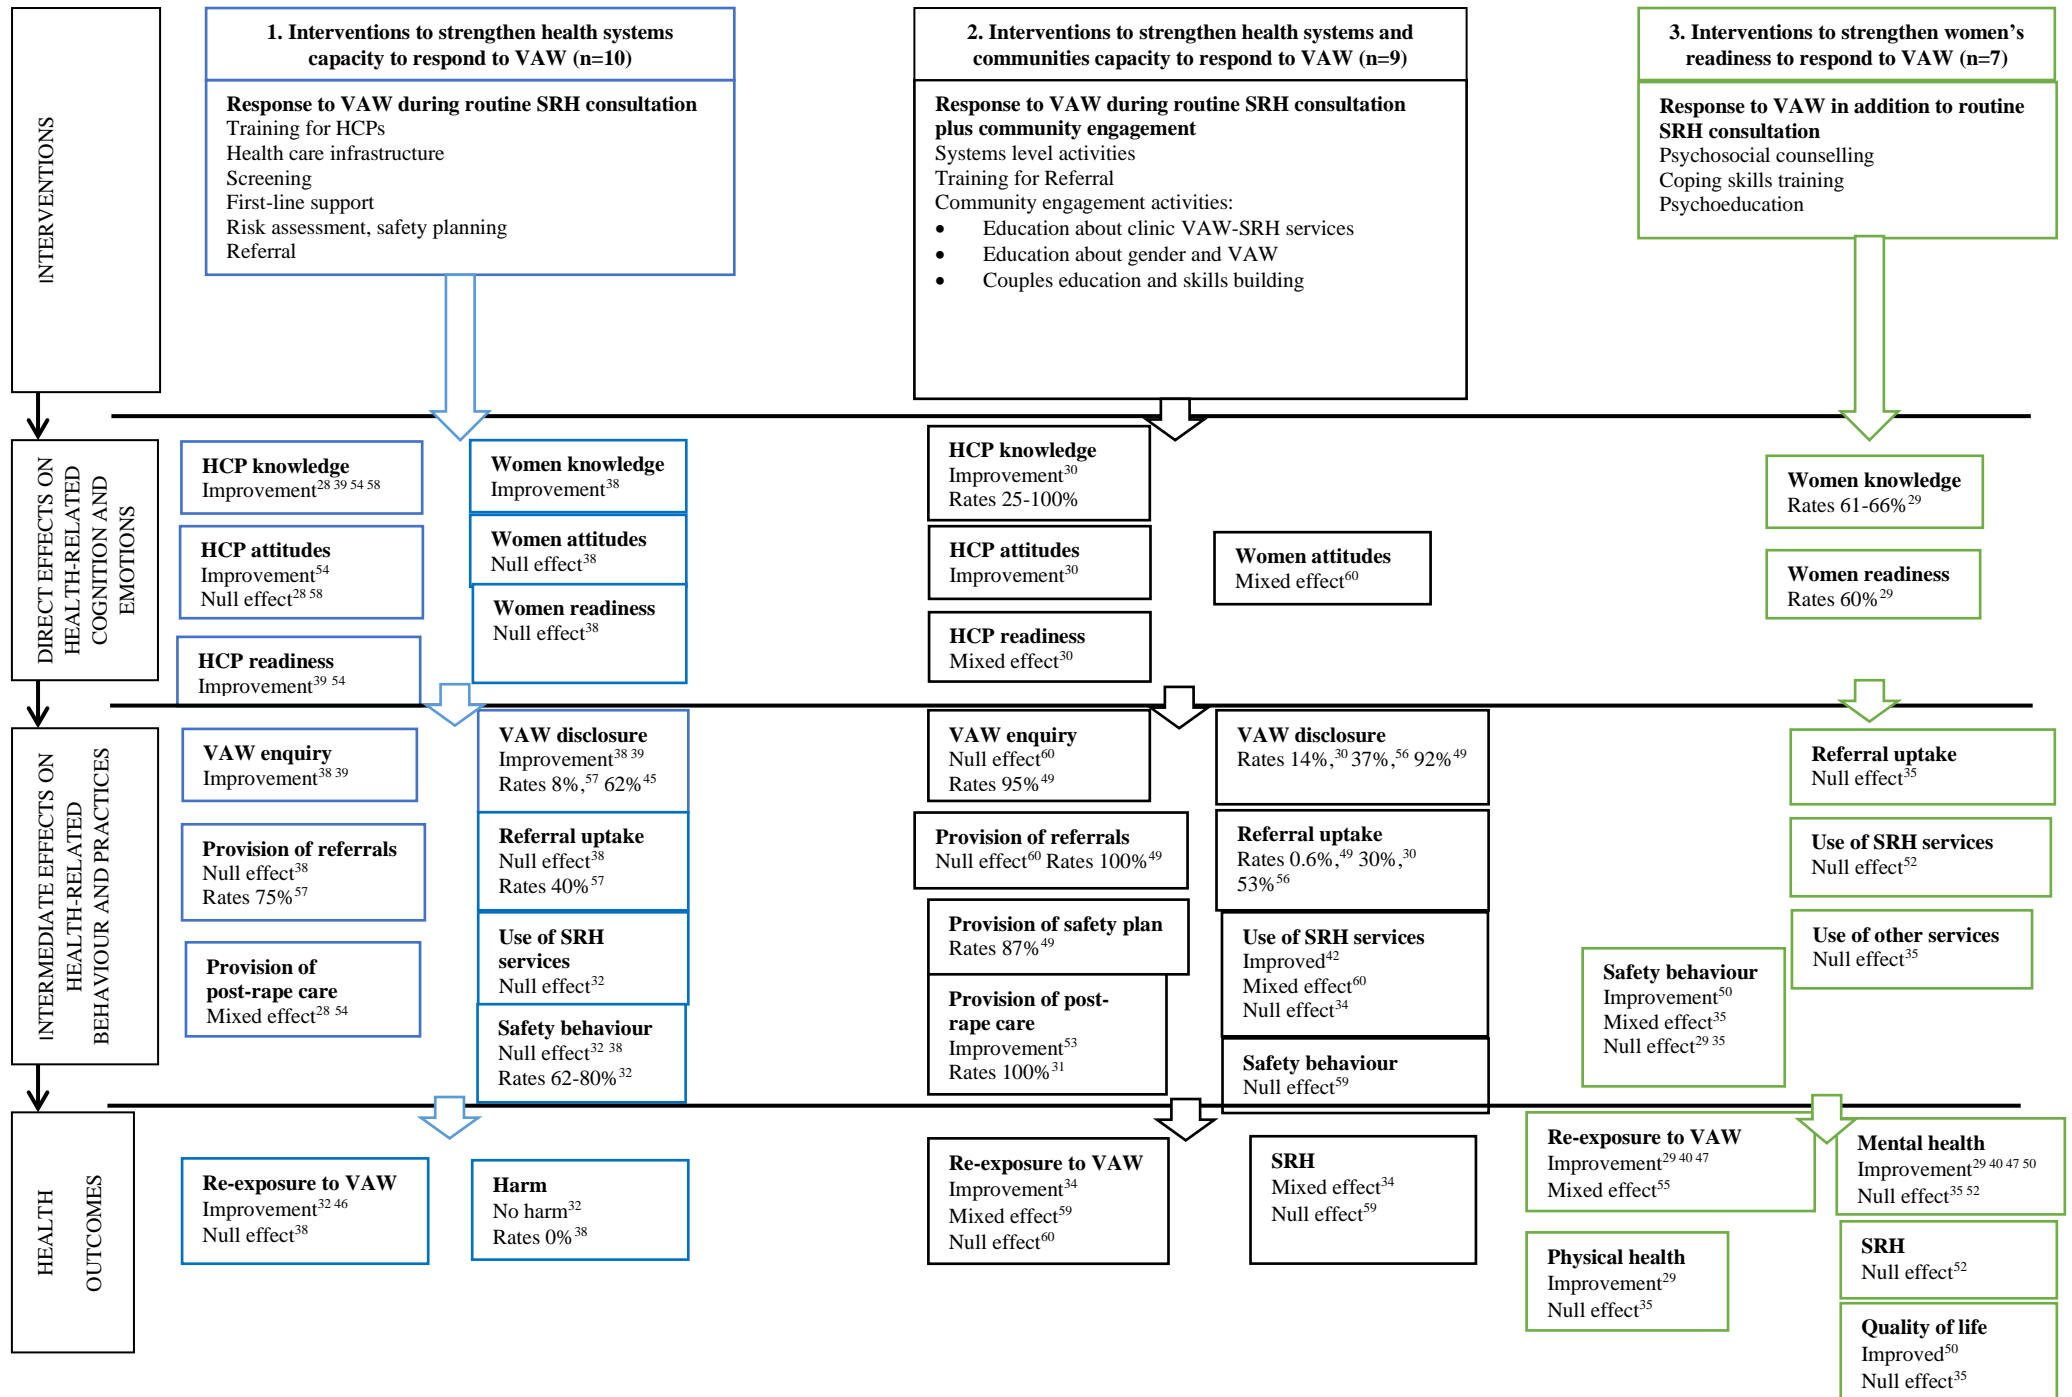 INTERVENTIONS
1. Interventions to strengthen health systems
capacity to respond to VAW (n=10)
Response to VAW during routine SRH consultation
Training for HCPs
Health care infrastructure
Screening
First-line support
Risk assessment, safety planning
Referral
2. Interventions to strengthen health systems and
communities capacity to respond to VAW (n=9)
Response to VAW during routine SRH consultation
plus community engagement
Systems level activities
Training for Referral
Community engagement activities:
• Education about clinic VAW-SRH services
• Education about gender and VAW
• Couples education and skills building
3. Interventions to strengthen women's
readiness to respond to VAW (n=7)
Response to VAW in addition to routine
SRH consultation
Psychosocial counselling
Coping skills training
Psychoeducation
DIRECT EFFECTS ON
HEALTH-RELATED
COGNITION AND
EMOTIONS
HCP knowledge
Improvement28 39 54 58
HCP attitudes
Improvement54
Null effect28 58
HCP readiness
Improvement39 54
Women knowledge
Improvement38
Women attitudes
Null effect38
Women readiness
Null effect38
HCP knowledge
Improvement30
Rates 25-100%
HCP attitudes
Improvement30
HCP readiness
Mixed effect30
Women attitudes
Mixed effect60
Women knowledge
Rates 61-66%29
Women readiness
Rates 60%29
INTERMEDIATE EFFECTS ON
HEALTH-RELATED
BEHAVIOUR AND PRACTICES
VAW enquiry
Improvement38 39
Provision of referrals
Null effect38
Rates 75%57
Provision of
post-rape care
Mixed effect28 54
VAW disclosure
Improvement38 39
Rates 8%,57 62%45
Referral uptake
Null effect38
Rates 40%57
Use of SRH
services
Null effect32
Safety behaviour
Null effect32 38
Rates 62-80%32
VAW enquiry
Null effect60
Rates 95%49
Provision of referrals
Null effect60 Rates 100%49
Provision of safety plan
Rates 87%49
Provision of post-
rape care
Improvement53
Rates 100%31
VAW disclosure
Rates 14%,30 37%,56 92%49
Referral uptake
Rates 0.6%,49 30%,30
53%56
Use of SRH services
Improved42
Mixed effect60
Null effect34
Safety behaviour
Null effect59
Safety behaviour
Improvement50
Mixed effect35
Null effect29 35
Referral uptake
Null effect35
Use of SRH services
Null effect52
Use of other services
Null effect35
HEALTH
OUTCOMES
Re-exposure to VAW
Improvement32 46
Null effect38
Harm
No harm32
Rates 0%38
Re-exposure to VAW
Improvement34
Mixed effect59
Null effect60
SRH
Mixed effect34
Null effect59
Re-exposure to VAW
Improvement29 40 47
Mixed effect55
Physical health
Improvement29
Null effect35
Mental health
Improvement29 40 47 50
Null effect35 52
SRH
Null effect52
Quality of life
Improved50
Null effect35